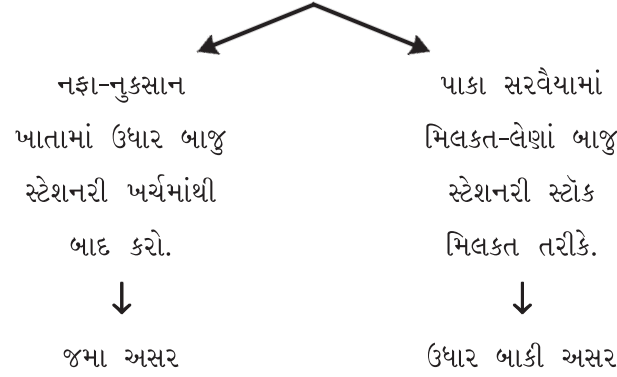 નફા-નુકસાન
ખાતામાં ઉધાર બાજુ
સ્ટેશનરી ખર્ચમાંથી
બાદ કરો.
જમા અસર
પાકા સરવૈયામાં
મિલકત-લેણાં બાજુ
સ્ટેશનરી સ્ટૉક
મિલકત તરીકે.
ઉધાર બાકી અસર